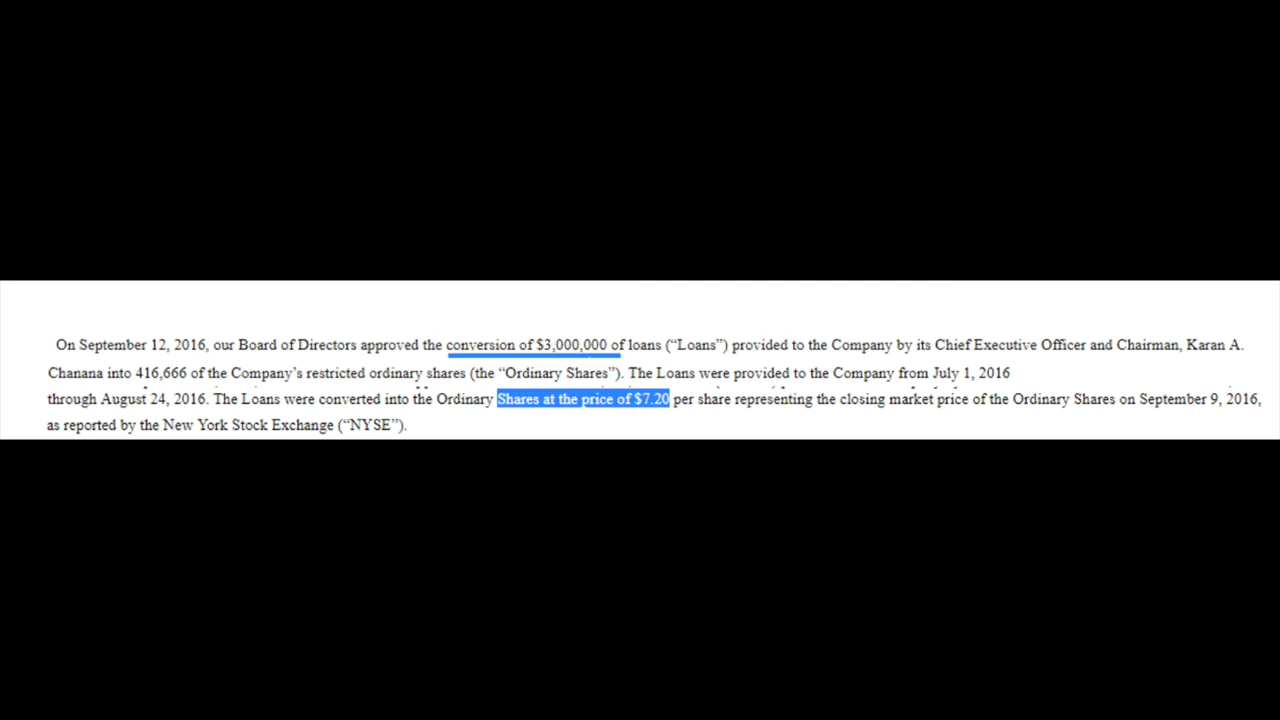 On September 12, 2016, our Board of Directors approved the conversion of $3,000,000 of loans (“Loans”) provided to the Company by its Chief Executive Officer and Chairman, Karan A.
Chanana into 416,666 of the Company’s restricted ordinary shares (the “Ordinary Shares”). The Loans were provided to the Company from July 1, 2016
through August 24, 2016. The Loans were converted into the Ordinary Shares at the price of $7.20 per share representing the closing market price of the Ordinary Shares on September 9, 2016,
as reported by the New York Stock Exchange (“NYSE”).